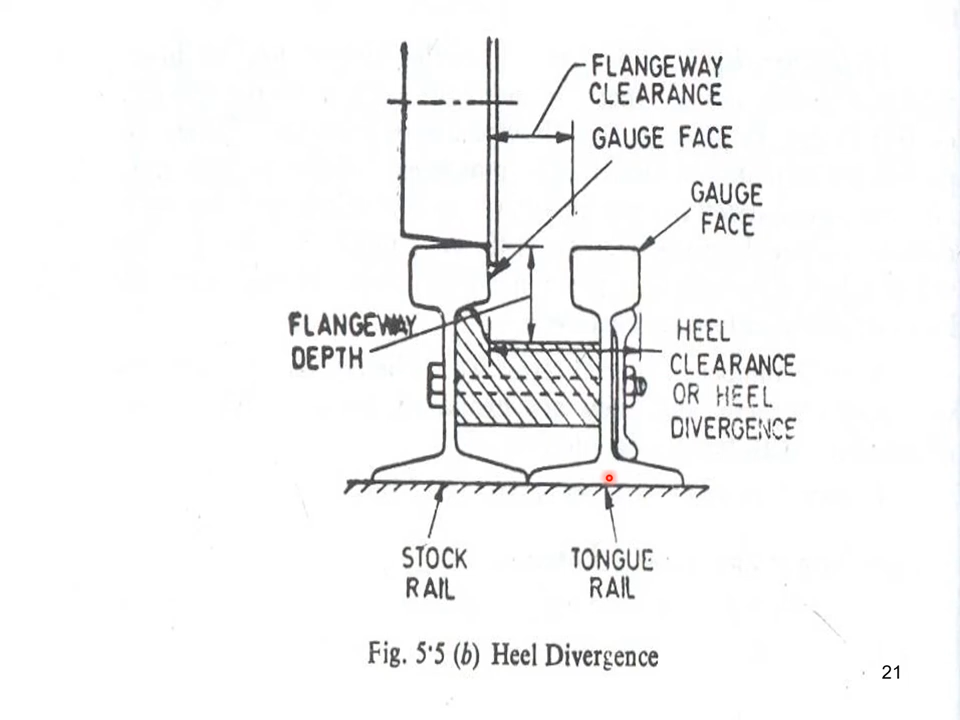 FLANGEWAY
CLEARANCE
GAUGE FACE
GAUGE
FACE
FLANGEWAY
DEPTH
HEEL
CLEARANCE
OR HEEL
DIVERGENCE
STOCK
RAIL
TONGUE
RAIL
Fig. 5·5 (b) Heel Divergence
21